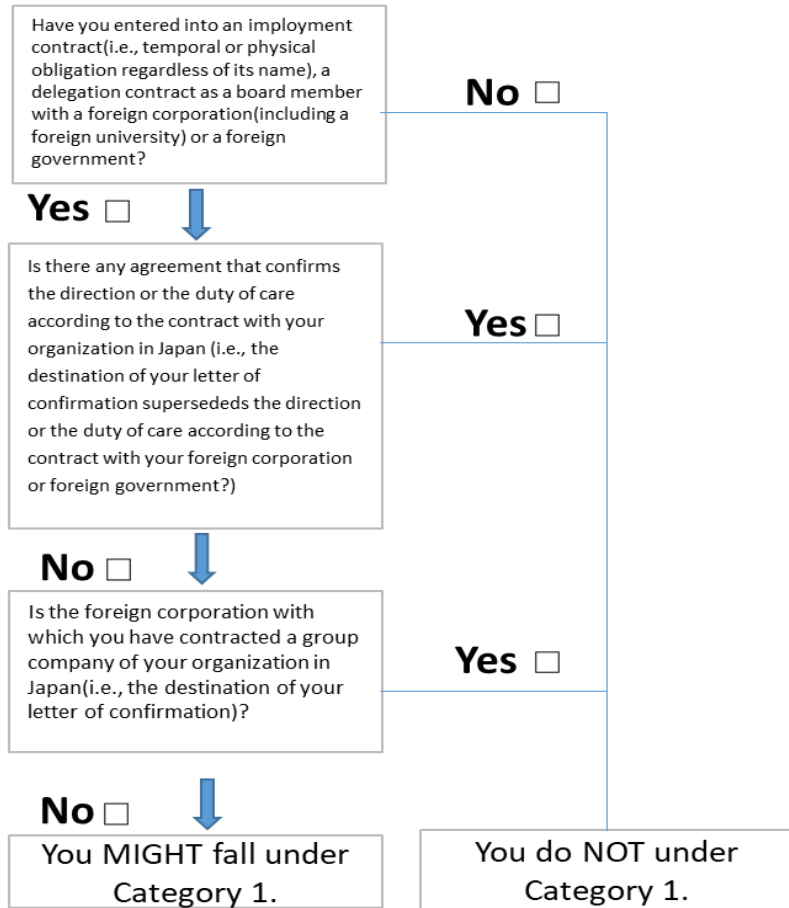 Have you entered into an imployment
contract(i.e., temporal or physical
obligation regardless of its name), a
delegation contract as a board member
with a foreign corporation(including a
foreign university) or a foreign
government?
No □
Yes □
Is there any agreement that confirms
the direction or the duty of care
according to the contract with your
organization in Japan (i.e., the
destination of your letter of
confirmation supersededs the direction
or the duty of care according to the
contract with your foreign corporation
or foreign government?)
Yes □
No □
Is the foreign corporation with
which you have contracted a group
company of your organization in
Japan(i.e., the destination of your
letter of confirmation)?
Yes □
No □
You MIGHT fall under
Category 1.
You do NOT under
Category 1.